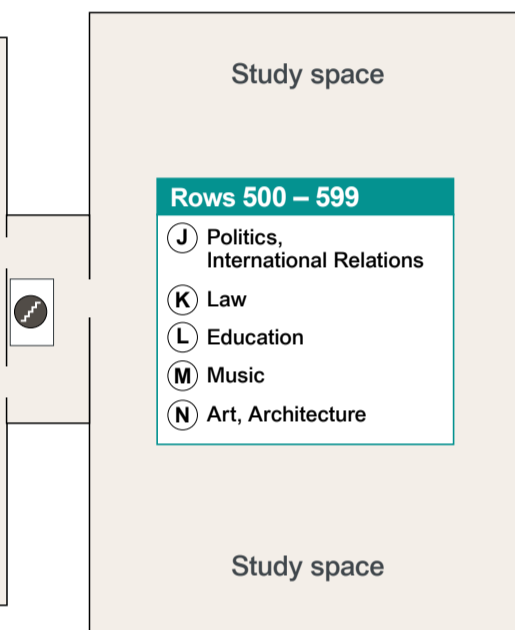 Study space
Rows 500 – 599
J Politics,
International Relations
K Law
L Education
M Music
N Art, Architecture
Study space